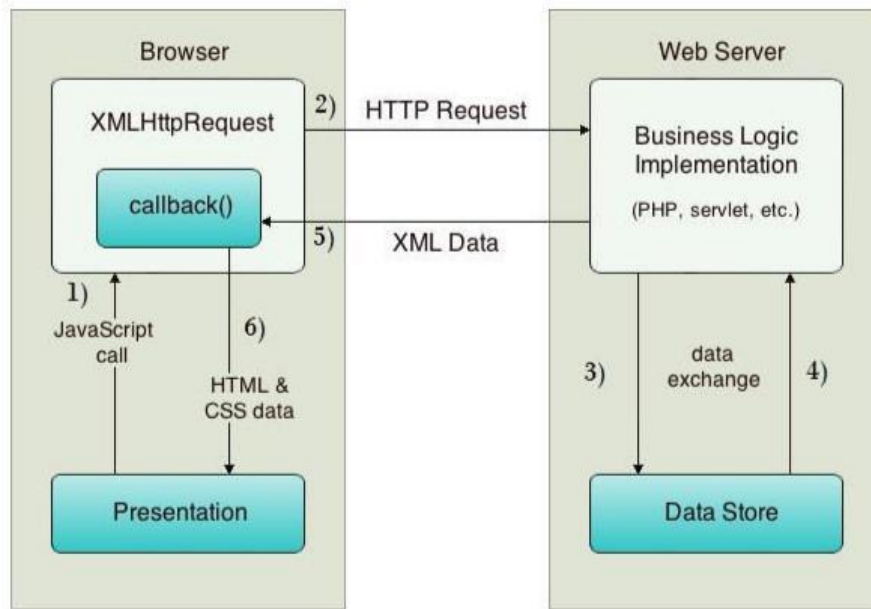 Browser
XMLHttpRequest
callback()
1)
JavaScript
call
6)
HTML &
CSS data
Presentation
2)
HTTP Request
5)
XML Data
Web Server
Business Logic
Implementation
(PHP, servlet, etc.)
3)
data
exchange
4)
Data Store